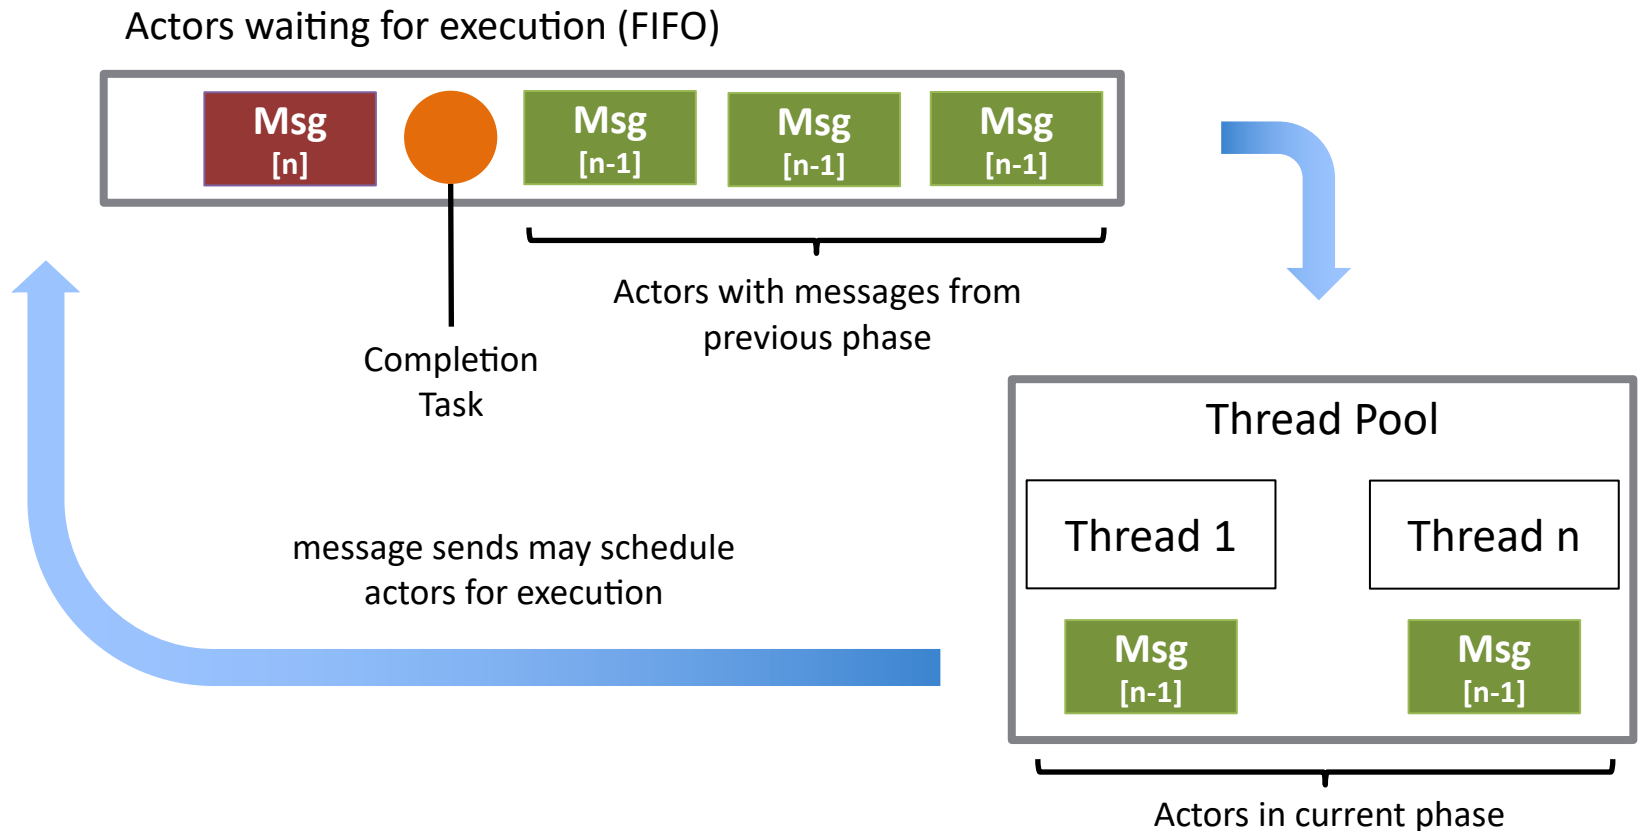 Actors waiting for execution (FIFO)
Msg
[n]
Msg
[n-1]
Msg
[n-1]
Msg
[n-1]
Actors with messages from
previous phase
Completion
Task
Thread Pool
Thread 1
Thread n
message sends may schedule
actors for execution
Msg
[n-1]
Msg
[n-1]
Actors in current phase